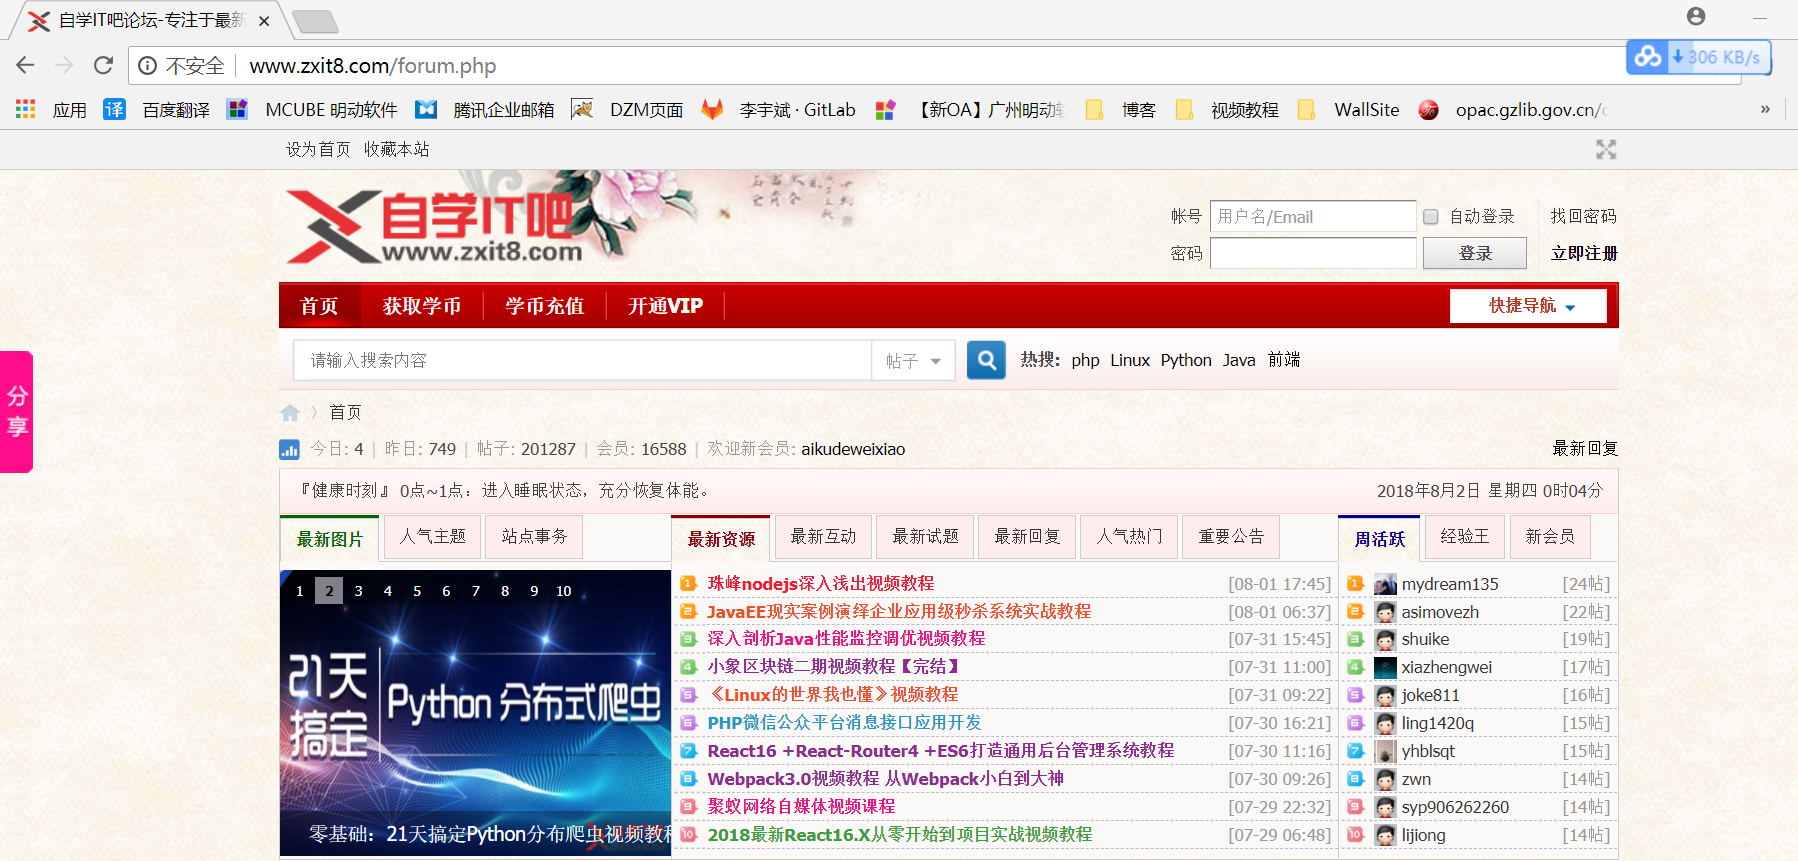 自学IT吧论坛-专注于最新
不安全 www.zxit8.com/forum.php
306 KB/s
应用 百度翻译 MCUBE 明动软件 腾讯企业邮箱 DZM页面 李宇斌 · GitLab 【新OA】广州明动软 博客 视频教程 WallSite opac.gzlib.gov.cn/ »
设为首页 收藏本站
自学IT吧
www.zxit8.com
帐号 用户名/Email 自动登录 找回密码
密码 登录 立即注册
首页 获取学币 学币充值 开通VIP 快捷导航
请输入搜索内容 帖子 热搜: php Linux Python Java 前端
分享
首页
今日: 4 | 昨日: 749 | 帖子: 201287 | 会员: 16588 | 欢迎新会员: aikudeweixiao 最新回复
『健康时刻』 0点~1点：进入睡眠状态，充分恢复体能。 2018年8月2日 星期四 0时04分
最新图片 人气主题 站点事务 最新资源 最新互动 最新试题 最新回复 人气热门 重要公告 周活跃 经验王 新会员
1 2 3 4 5 6 7 8 9 10
21天搞定 Python 分布式爬虫
零基础：21天搞定Python分布爬虫视频教程
1 珠峰nodejs深入浅出视频教程 [08-01 17:45]
2 JavaEE现实案例演绎企业应用级秒杀系统实战教程 [08-01 06:37]
3 深入剖析Java性能监控调优视频教程 [07-31 15:45]
4 小象区块链二期视频教程【完结】 [07-31 11:00]
5 《Linux的世界我也懂》视频教程 [07-31 09:22]
6 PHP微信公众平台消息接口应用开发 [07-30 16:21]
7 React16 +React-Router4 +ES6打造通用后台管理系统教程 [07-30 11:16]
8 Webpack3.0视频教程 从Webpack小白到大神 [07-30 09:26]
9 聚蚁网络自媒体视频课程 [07-29 22:32]
10 2018最新React16.X从零开始到项目实战视频教程 [07-29 06:48]
1 mydream135 [24帖]
2 asimovezh [22帖]
3 shuike [19帖]
4 xiazhengwei [17帖]
5 joke811 [16帖]
6 ling1420q [15帖]
7 yhblsqt [15帖]
8 zwn [14帖]
9 syp906262260 [14帖]
10 lijiong [14帖]